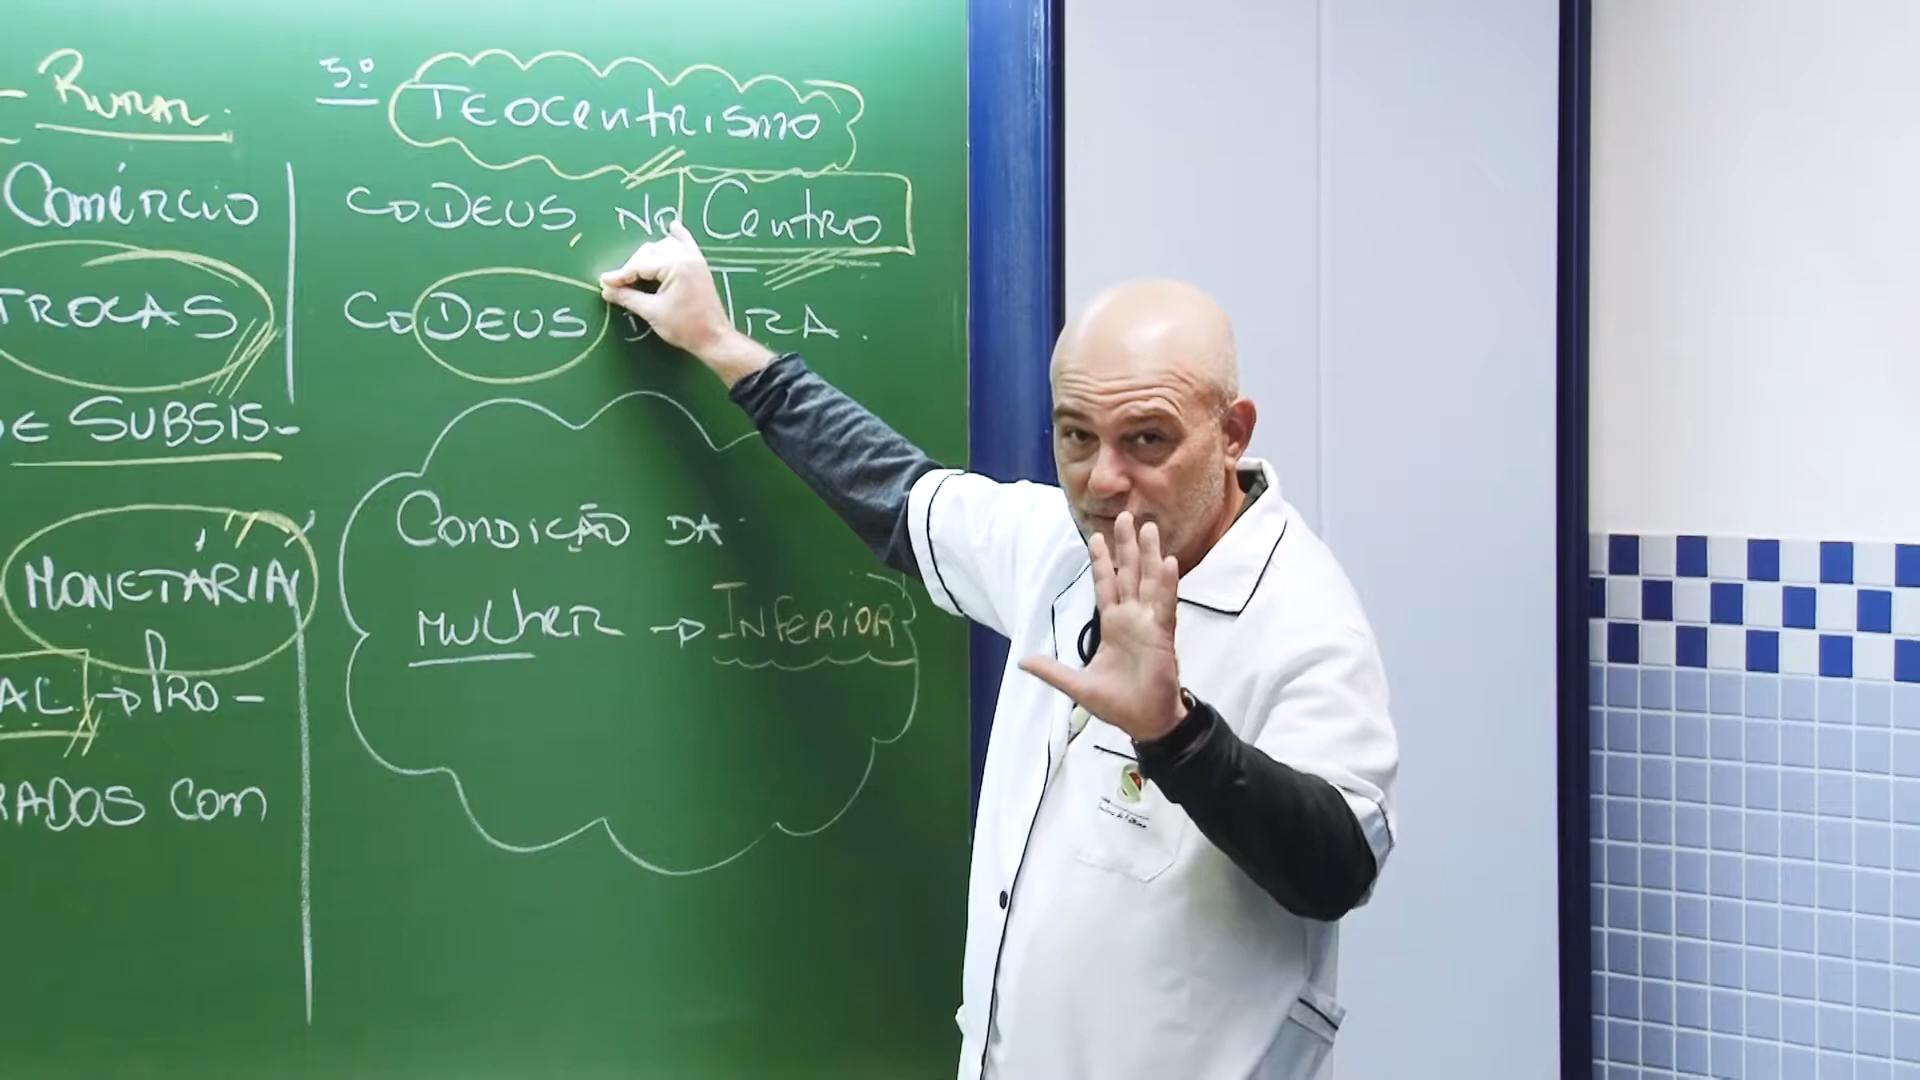 - Rural.
Comércio
TROCAS
DE SUBSIS-
MONETÁRIA
AL → PRO-
RADOS com
3º Teocentrismo
DEUS NO Centro
DEUS
Condição DA
Mulher → Inferior